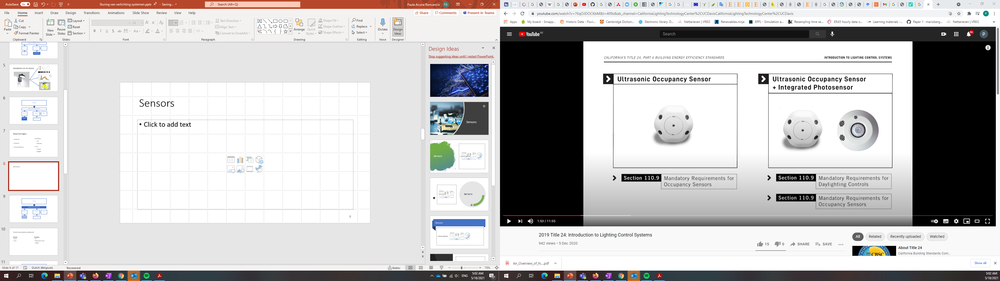 AutoSave On Sturing van verlichting systemen.pptx - Saving... Search (Alt+Q) Paula Acuna Roncancio PA
File Home Insert Draw Design Transitions Animations Slide Show Review View Help Share Comments Present in Teams
Paste Cut Copy Format Painter Clipboard
New Slide Reuse Slides Layout Reset Section Slides
24 Font
Text Direction Align Text Convert to SmartArt Paragraph
Arrange Quick Styles Shape Fill Shape Outline Shape Effects Drawing
Find Replace Select Editing
Dictate Voice
Design Ideas Designer
5
Variabelen om te sturen
6
7
Waarnemingen
8
Sensors
9
10
Communicatie protocol
11
Sensors
• Click to add text
8
Design Ideas
Stop suggesting ideas until I restart PowerPoint.
Sensors
Sensors
Sensors
Sensors
Sensors
• Click to add text
Slide 8 of 17 Dutch (Belgium) Recovered Notes 75%
ENG 5:02 AM
5/18/2021 17
youtube.com/watch?v=76qOJDOCKbM&t=409s&ab_channel=CaliforniaLightingTechnologyCenter%2CUCDavisCaliforniaLightingTechnologyCenter%2CUCDavis
Apps My board - Smapp... Historic Data - Fluvi... Cambridge Diction... Electronic library. D... Nettarieven | VREG Renewables.ninja EPFL - Simulation a... Resampling time se... ERA5 hourly data o... Learning materials -... Paper 1 · marioberg... Nettarieven | VREG
YouTube BE Search 9+ P
CALIFORNIA'S TITLE 24, PART 6 BUILDING ENERGY EFFICIENCY STANDARDS INTRODUCTION TO LIGHTING CONTROL SYSTEMS
Ultrasonic Occupancy Sensor
Section 110.9 Mandatory Requirements for
Occupancy Sensors
Ultrasonic Occupancy Sensor
+ Integrated Photosensor
Section 110.9 Mandatory Requirements for
Daylighting Controls
Section 110.9 Mandatory Requirements for
Occupancy Sensors
1:53 / 11:55
2019 Title 24: Introduction to Lighting Control Systems
942 views • 5 Dec 2020
15 0 SHARE SAVE
All Related Recently uploaded Watched
About Title 24
California Building Standards Com...
CBSC
An_Overview_of_N....pdf Show all
5:02 AM
5/18/2021